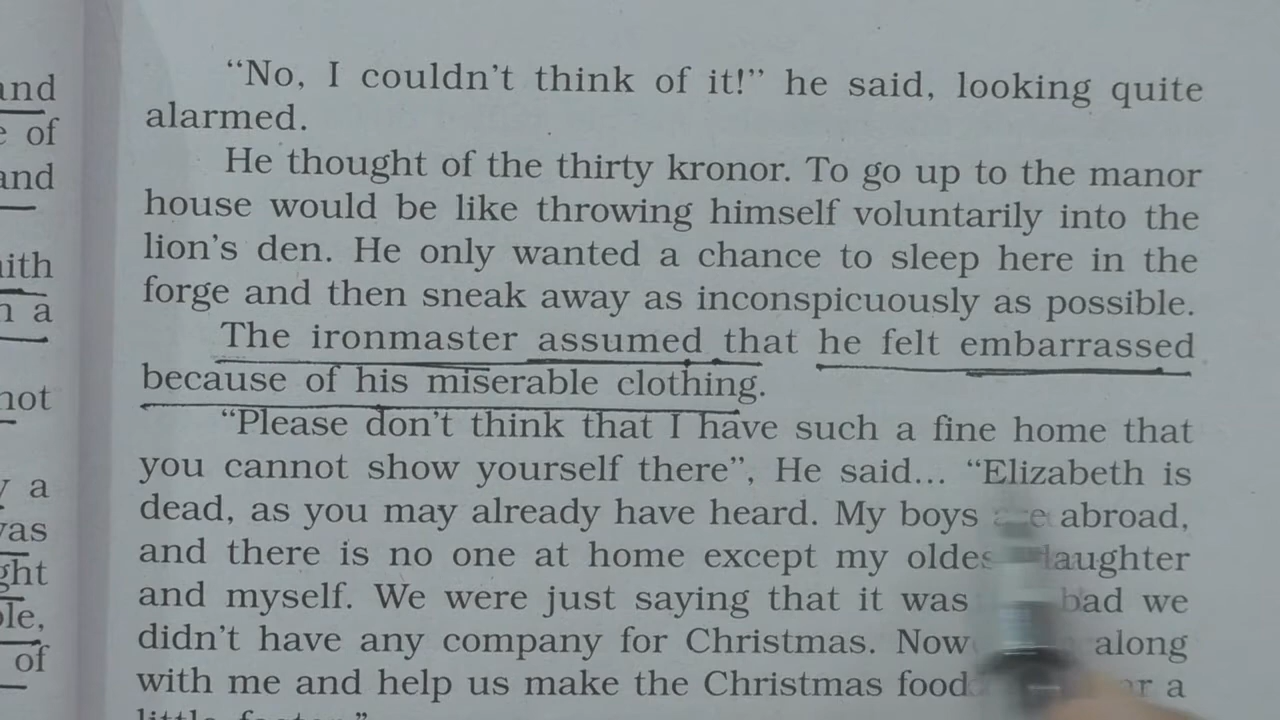 and
of
and
a
not
a
of
"No, I couldn't think of it!" he said, looking quite
alarmed.
He thought of the thirty kronor. To go up to the manor
house would be like throwing himself voluntarily into the
lion's den. He only wanted a chance to sleep here in the
forge and then sneak away as inconspicuously as possible.
The ironmaster assumed that he felt embarrassed
because of his miserable clothing.
"Please don't think that I have such a fine home that
you cannot show yourself there", He said... "Elizabeth is
dead, as you may already have heard. My boys abroad,
and there is no one at home except my
and myself. We were just saying that it was bad we
didn't have any company for Christmas. Now along
with me and help us make the Christmas food a